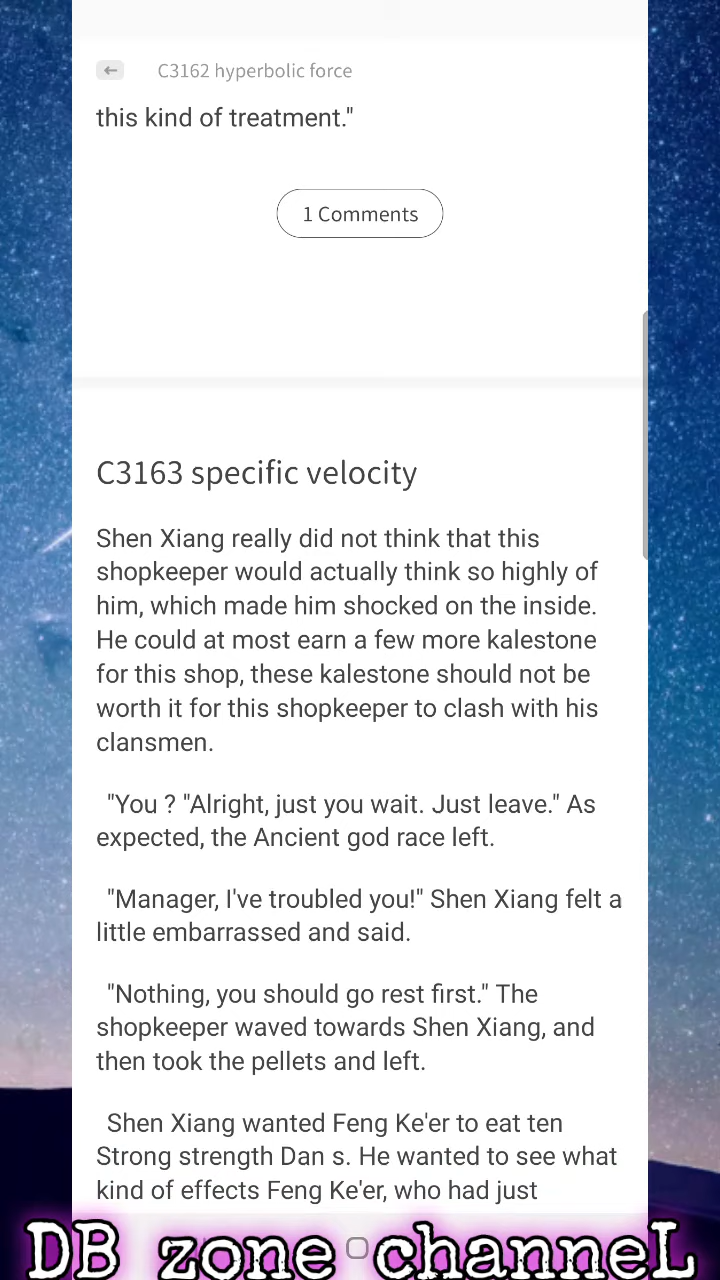 C3162 hyperbolic force
this kind of treatment."
1 Comments
C3163 specific velocity
Shen Xiang really did not think that this
shopkeeper would actually think so highly of
him, which made him shocked on the inside.
He could at most earn a few more kalestone
for this shop, these kalestone should not be
worth it for this shopkeeper to clash with his
clansmen.
"You ? "Alright, just you wait. Just leave." As
expected, the Ancient god race left.
"Manager, I've troubled you!" Shen Xiang felt a
little embarrassed and said.
"Nothing, you should go rest first." The
shopkeeper waved towards Shen Xiang, and
then took the pellets and left.
Shen Xiang wanted Feng Ke'er to eat ten
Strong strength Dan s. He wanted to see what
kind of effects Feng Ke'er, who had just
DB zone channeL